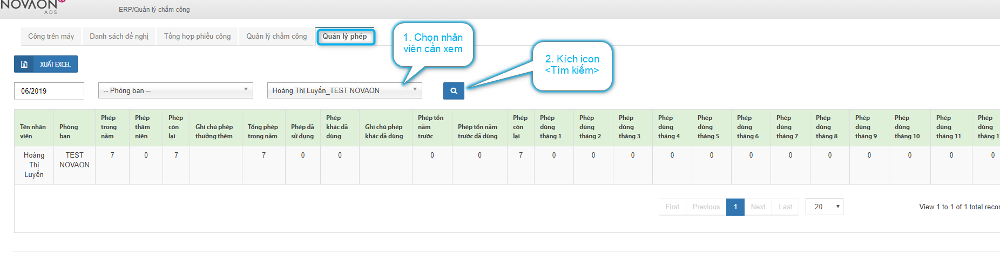 NOVAON
ADS
ERP/Quản lý chấm công
Công trên máy
Danh sách đề nghị
Tổng hợp phiếu công
Quản lý chấm công
Quản lý phép
1. Chọn nhân
viên cần xem
2. Kích icon
<Tìm kiếm>
XUẤT EXCEL
06/2019
-- Phòng ban --
Hoàng Thị Luyến_TEST NOVAON
Tên nhân
viên
Phòng
ban
Phép
trong
năm
Phép
thâm
niên
Phép
còn
lại
Ghi chú phép
thưởng thêm
Tổng phép
trong năm
Phép đã
sử dụng
Phép
khác đã
dùng
Ghi chú phép
khác đã dùng
Phép tồn
năm
trước
Phép tồn năm
trước đã dùng
Phép
còn
lại
Phép
dùng
tháng 1
Phép
dùng
tháng 2
Phép
dùng
tháng 3
Phép
dùng
tháng 4
Phép
dùng
tháng 5
Phép
dùng
tháng 6
Phép
dùng
tháng 7
Phép
dùng
tháng 8
Phép
dùng
tháng 9
Phép
dùng
tháng 10
Phép
dùng
tháng 11
Phép
dùng
tháng
Hoàng
Thị
Luyến
TEST
NOVAON
7
0
7
7
0
0
0
0
7
0
0
0
0
0
0
0
0
0
0
0
0
First
Previous
1
Next
Last
20
View 1 to 1 of 1 total